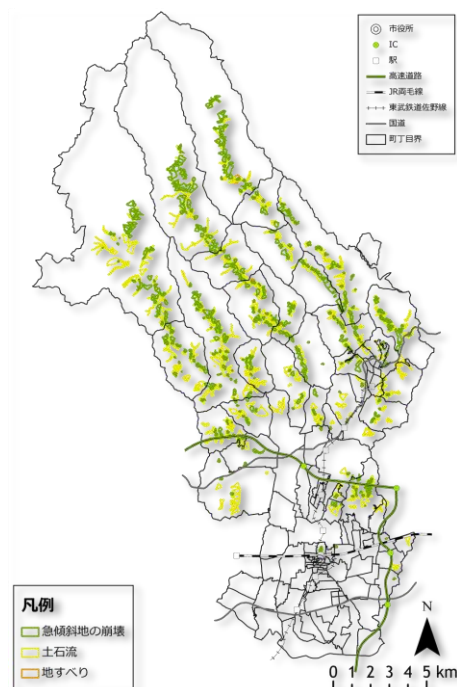 市役所
IC
駅
高速道路
JR両毛線
東武鉄道佐野線
国道
町丁目界
凡例
急傾斜地の崩壊
土石流
地すべり
N
0 1 2 3 4 5 km